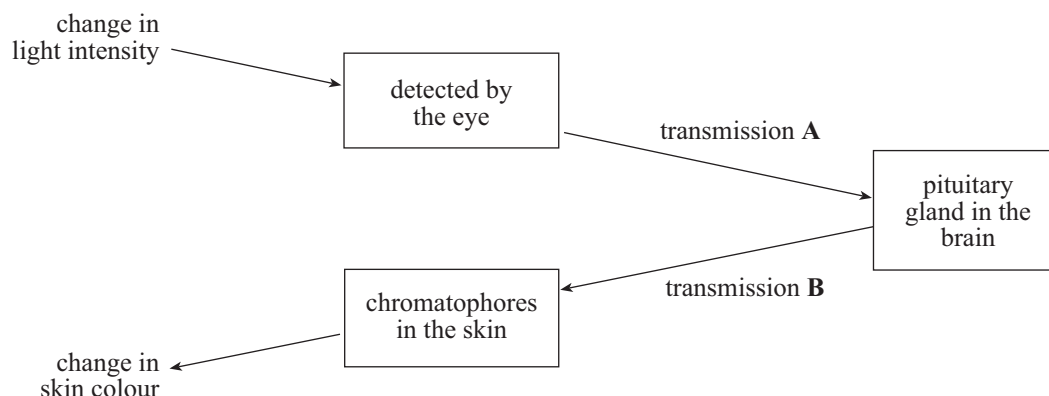 change in
light intensity
detected by
the eye
transmission A
pituitary
gland in the
brain
transmission B
chromatophores
in the skin
change in
skin colour